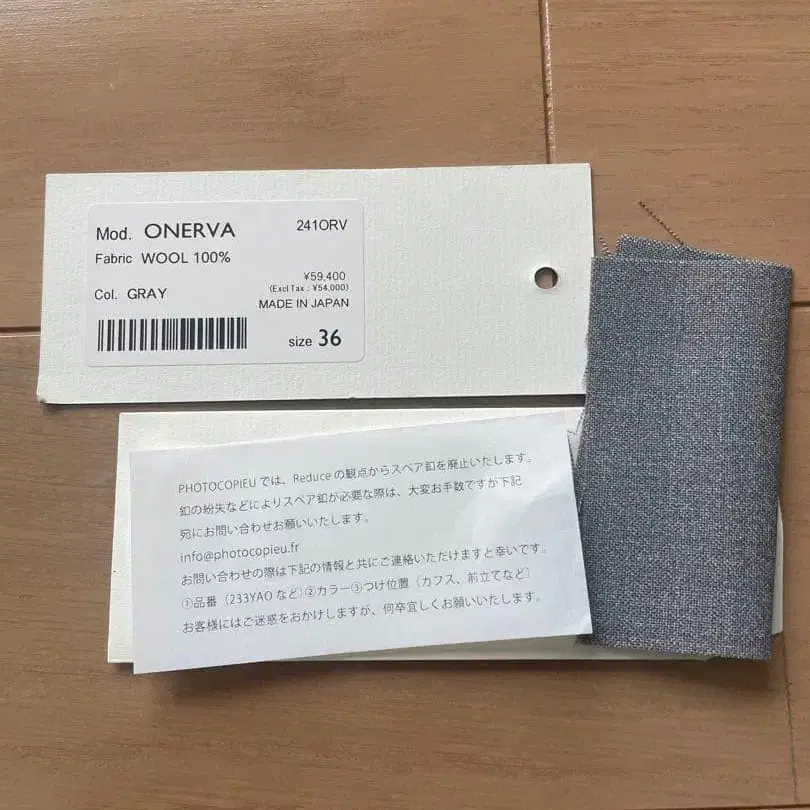 Mod. ONERVA 241ORV
Fabric WOOL 100%
¥59,400
(Excl Tax : ¥54,000)
Col. GRAY
MADE IN JAPAN
size 36
PHOTOCOPIEU では、Reduce の観点からスペア釦を廃止いたします。
釦の紛失などによりスペア釦が必要な際は、大変お手数ですが下記
宛にお問い合わせお願いいたします。
info@photocopieu.fr
お問い合わせの際は下記の情報と共にご連絡いただけますと幸いです。
①品番（233YAO など）②カラー③つけ位置（カフス、前立てなど）
お客様にはご迷惑をおかけしますが、何卒宜しくお願いいたします。